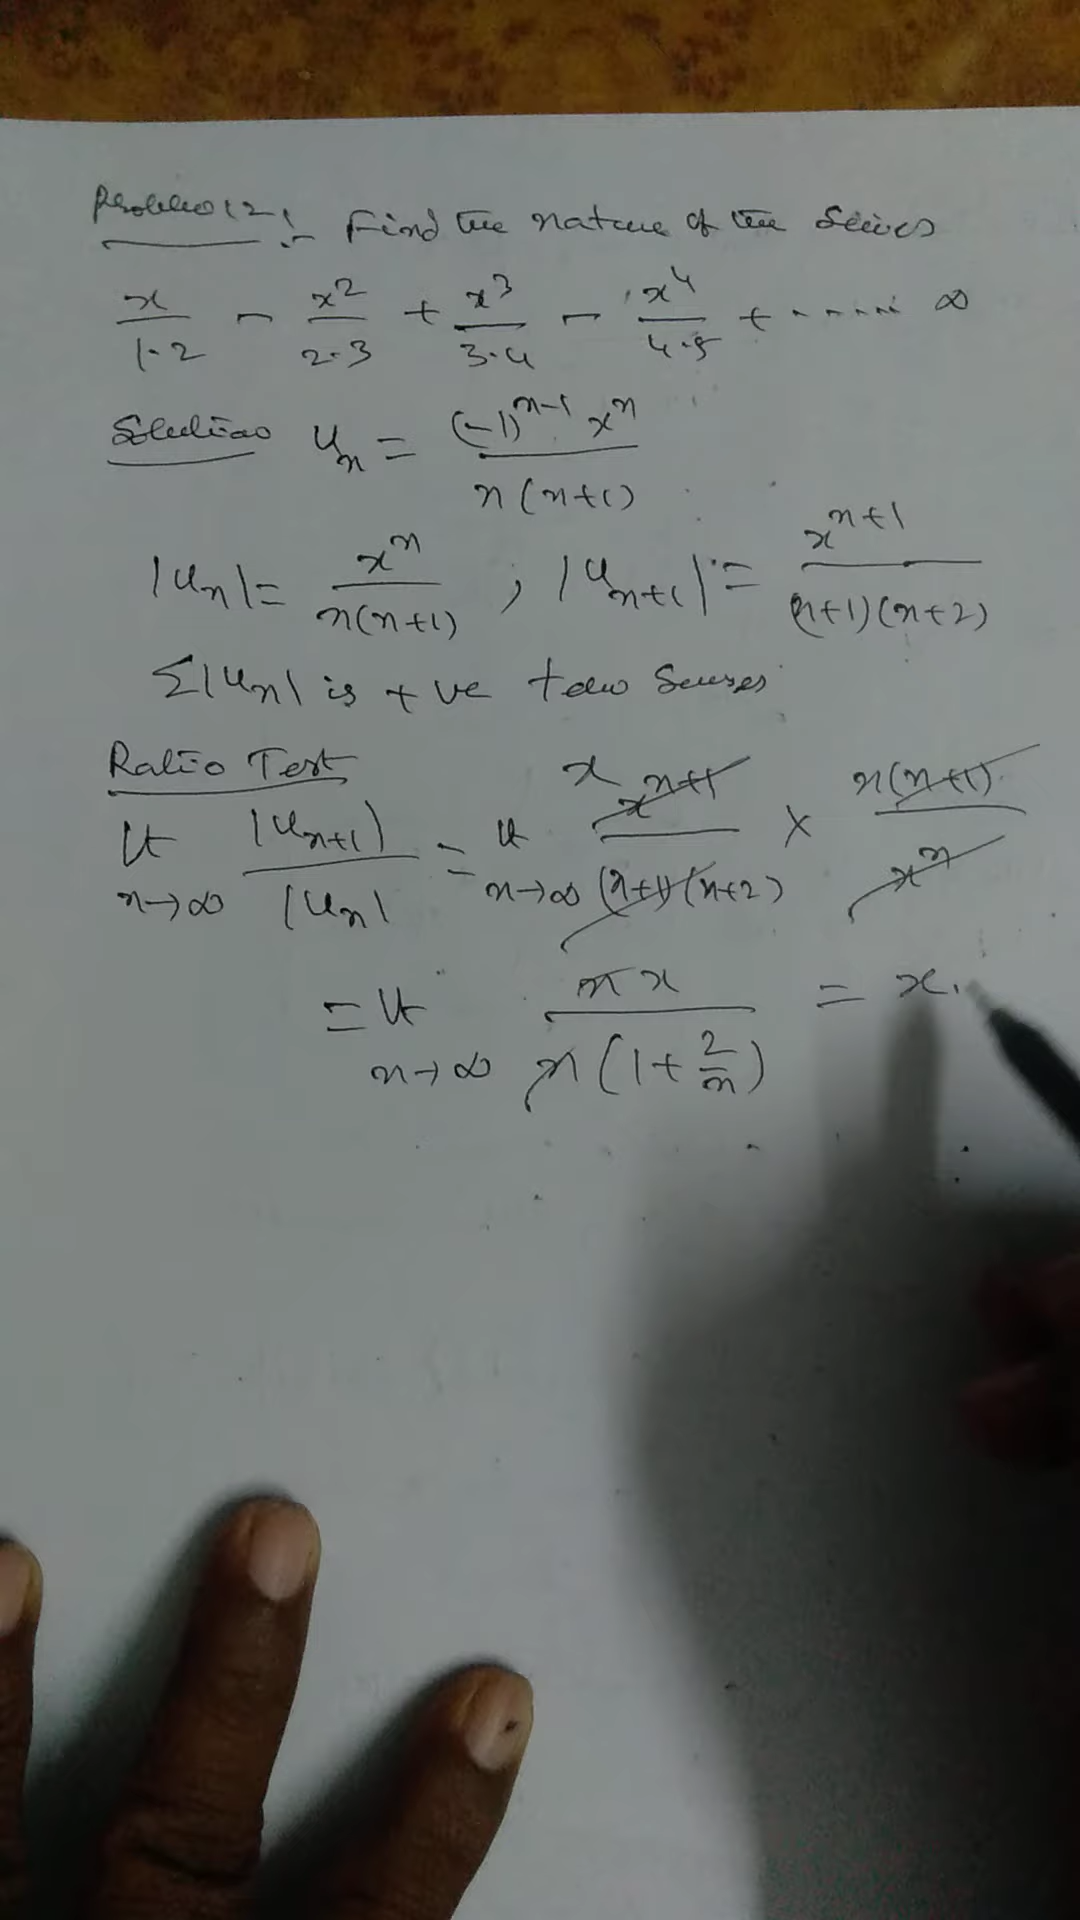 Problem 2 :- Find the nature of the Series
x/1·2 - x²/2·3 + x³/3·4 - x⁴/4·5 + ..... ∞
Solution uₙ = (-1)ⁿ⁻¹ xⁿ / n(n+1)
|uₙ| = xⁿ / n(n+1) ; |uₙ₊₁| = xⁿ⁺¹ / (n+1)(n+2)
Σ|uₙ| is +ve term Series
Ratio Test
lt n→∞ |uₙ₊₁| / |uₙ| = lt n→∞ x xⁿ⁺¹ / (n+1)(n+2) × n(n+1) / xⁿ
= lt n→∞ n x / n(1 + 2/n) = x.